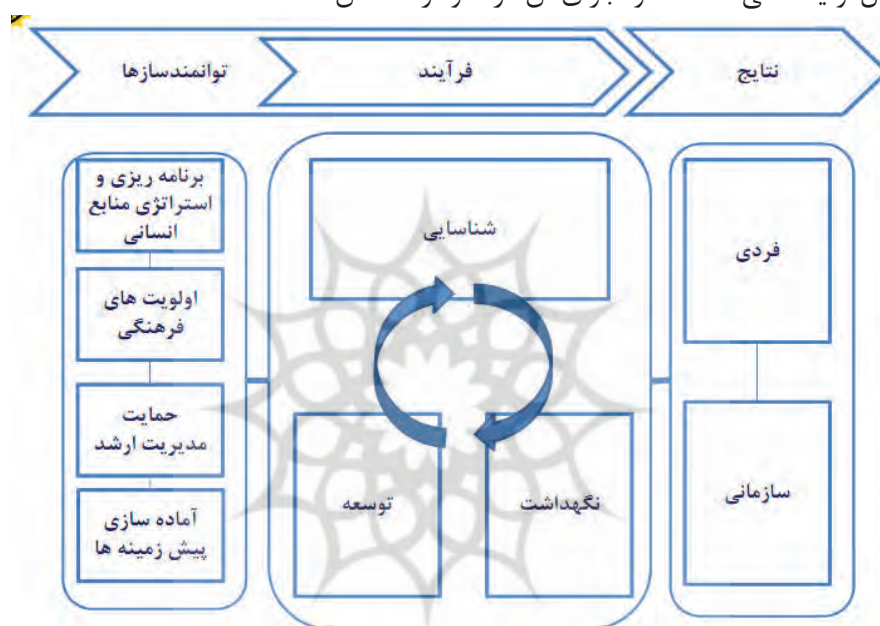 توانمندسازها
فرآیند
نتایج
برنامه ریزی و
استراتژی منابع
انسانی
اولویت های
فرهنگی
حمایت
مدیریت ارشد
آماده سازی
پیش زمینه ها
شناسایی
توسعه
نگهداشت
فردی
سازمانی